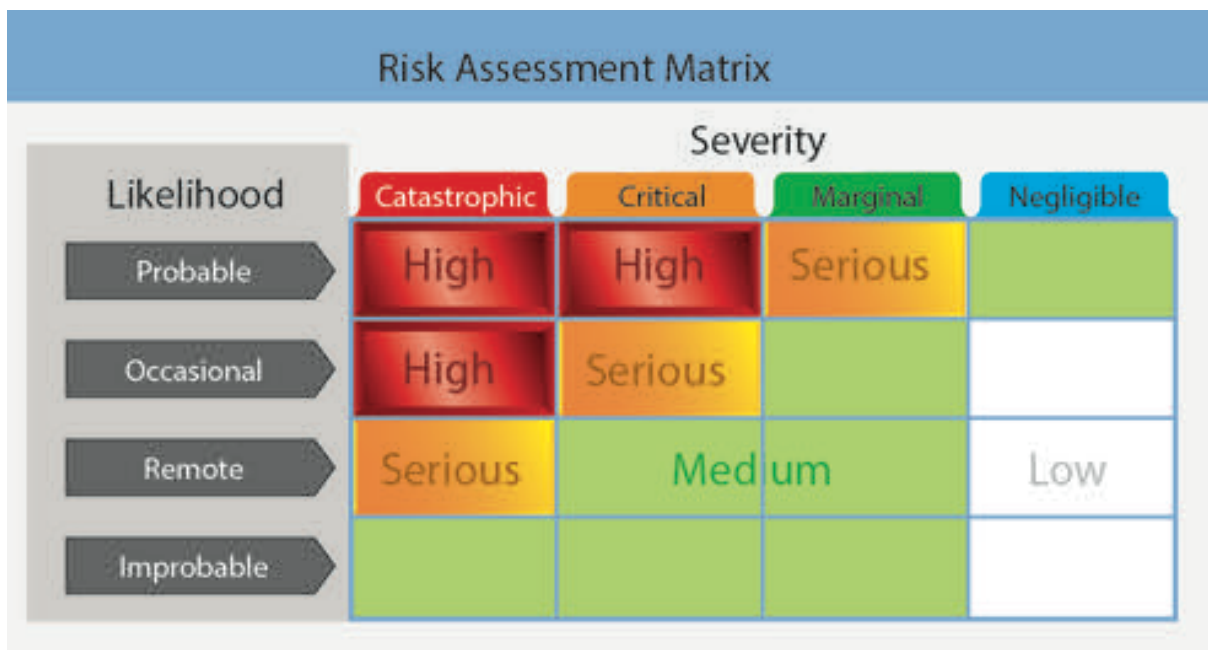 Risk Assessment Matrix
Severity
Likelihood
Catastrophic Critical Marginal Negligible
Probable High High Serious
Occasional High Serious
Remote Serious Medium Low
Improbable